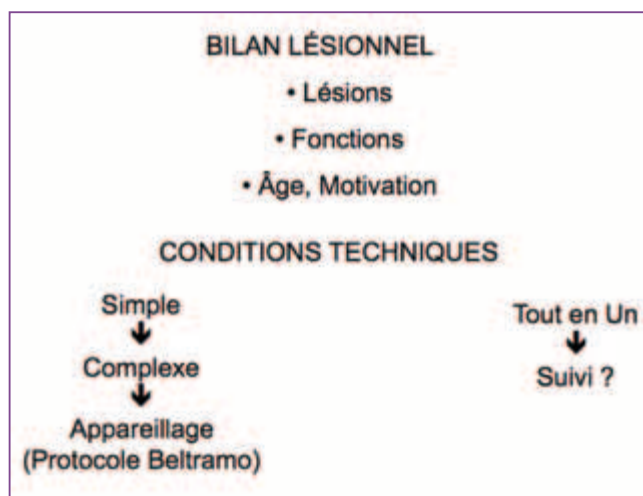 BILAN LÉSIONNEL
• Lésions
• Fonctions
• Âge, Motivation
CONDITIONS TECHNIQUES
Simple
Complexe
Appareillage
(Protocole Beltramo)
Tout en Un
Suivi ?